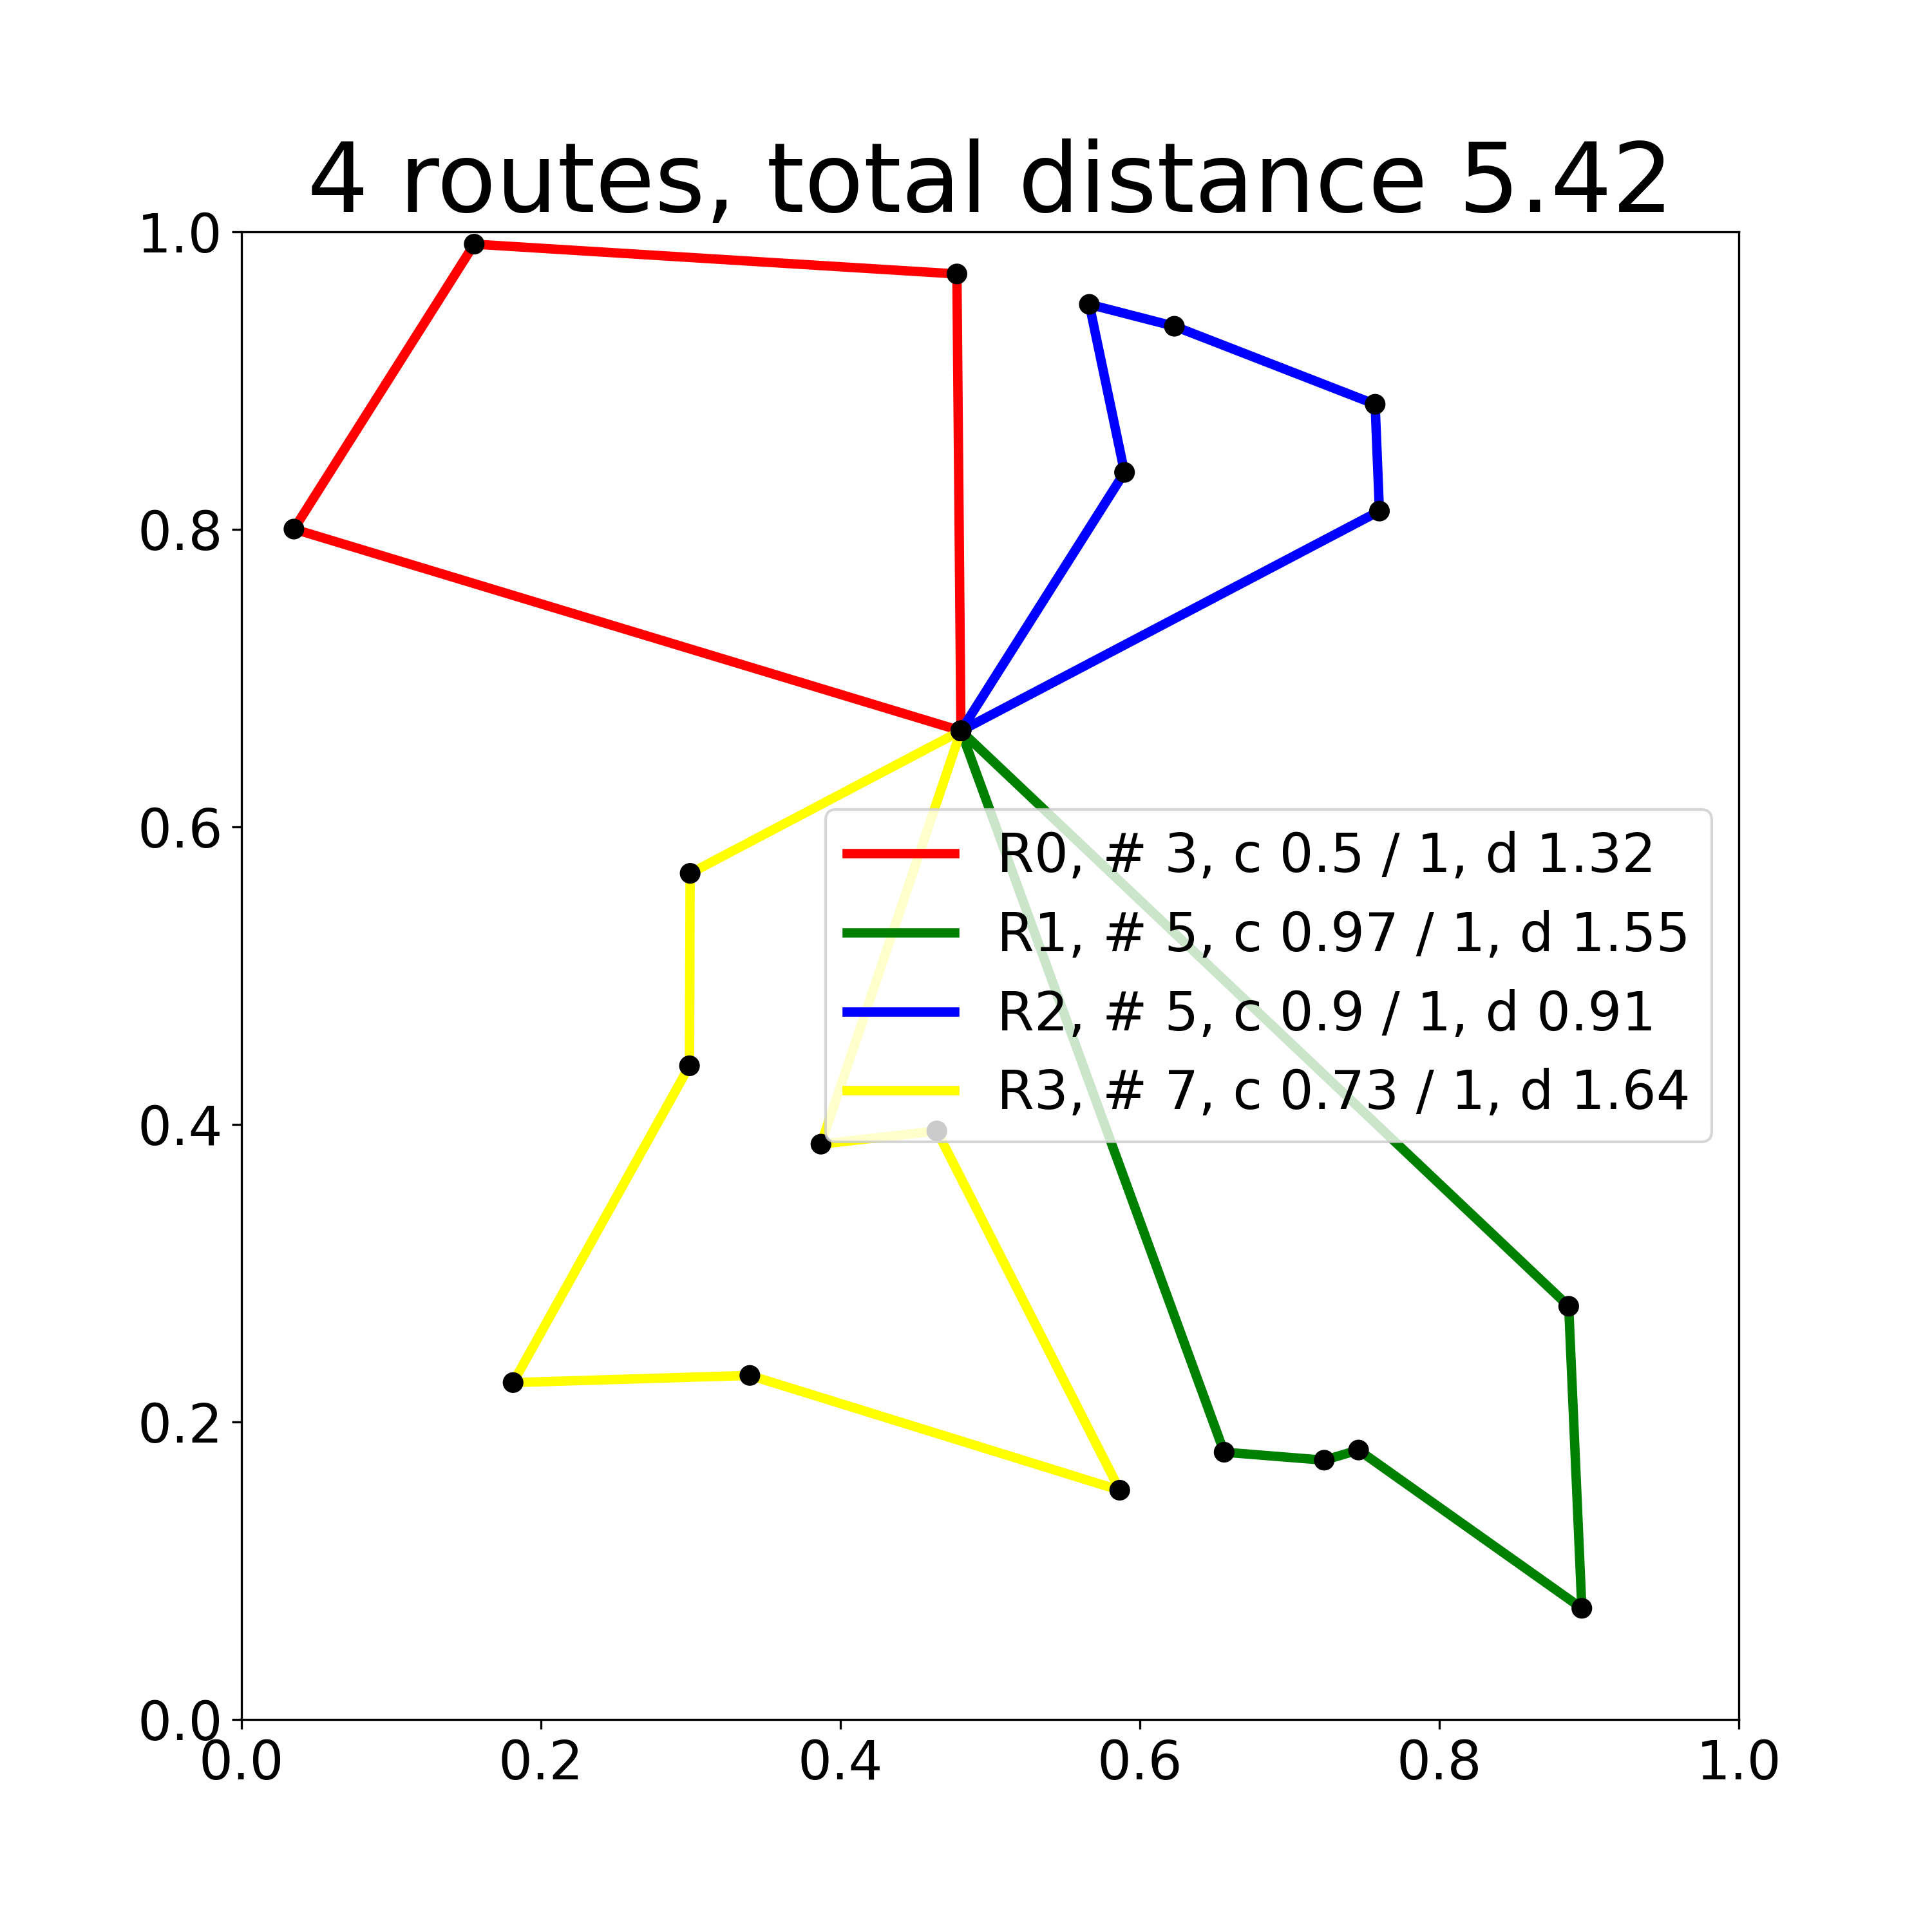 4 routes, total distance 5.42
1.0
0.8
0.6
0.4
0.2
0.0
R0, # 3, c 0.5 / 1, d 1.32
R1, # 5, c 0.97 / 1, d 1.55
R2, # 5, c 0.9 / 1, d 0.91
R3, # 7, c 0.73 / 1, d 1.64
0.0 0.2 0.4 0.6 0.8 1.0